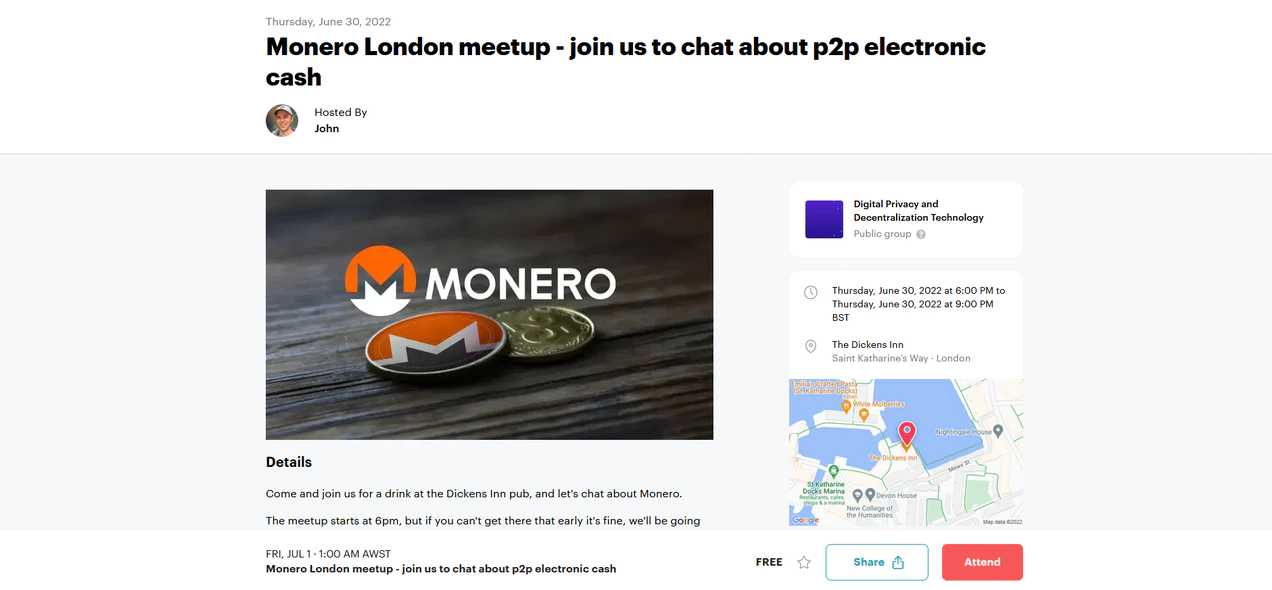 Thursday, June 30, 2022
Monero London meetup - join us to chat about p2p electronic
cash
Hosted By
John
MONERO
Digital Privacy and
Decentralization Technology
Public group
?
Thursday, June 30, 2022 at 6:00 PM to
Thursday, June 30, 2022 at 9:00 PM
BST
The Dickens Inn
Saint Katharine's Way · London
Emilia's Crafted Pasta
(St. Katharine Docks)
Italian
White Mulberries
Nightingale House
The Dickens Inn
Mews St
St Katharine
Docks Marina
Restaurants, cafes,
shops & a marina
Devon House
New College of
the Humanities
Google
Map data ©2022
Details
Come and join us for a drink at the Dickens Inn pub, and let's chat about Monero.
The meetup starts at 6pm, but if you can't get there that early it's fine, we'll be going
FRI, JUL 1 · 1:00 AM AWST
Monero London meetup - join us to chat about p2p electronic cash
FREE
Share
Attend